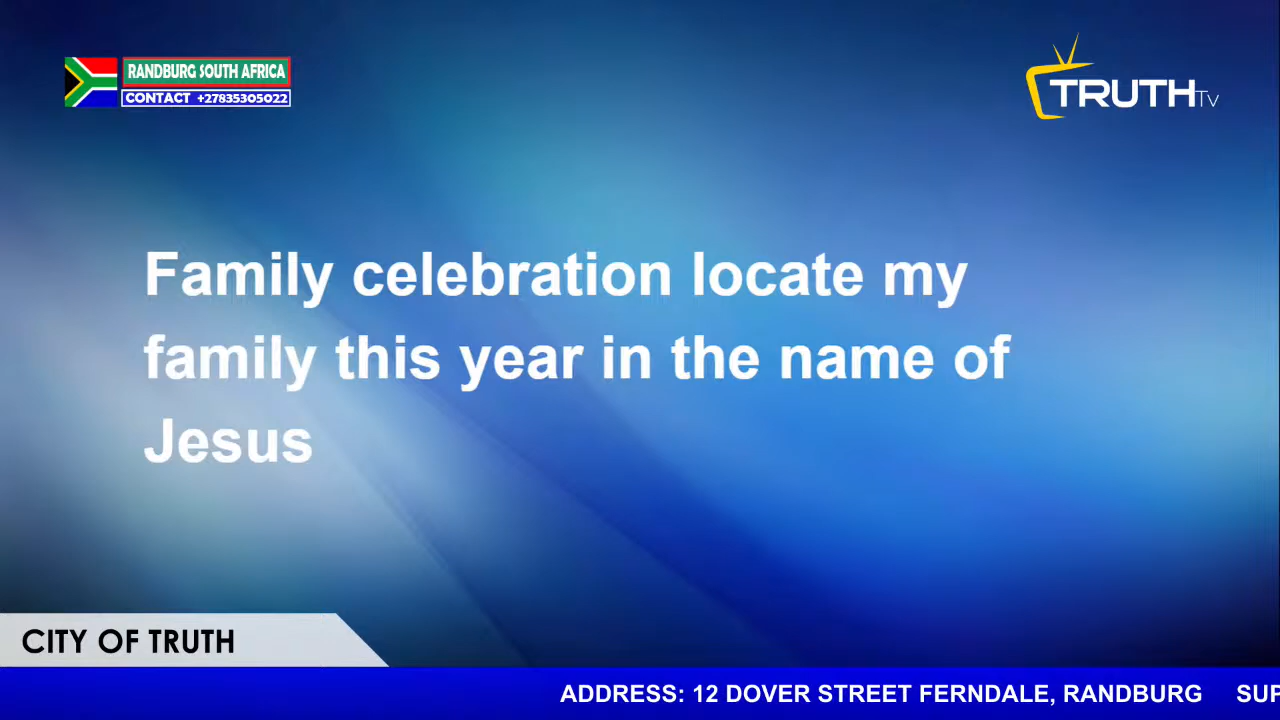 RANDBURG SOUTH AFRICA
CONTACT +27835305022
TRUTH TV
Family celebration locate my
family this year in the name of
Jesus
CITY OF TRUTH
ADDRESS: 12 DOVER STREET FERNDALE, RANDBURG